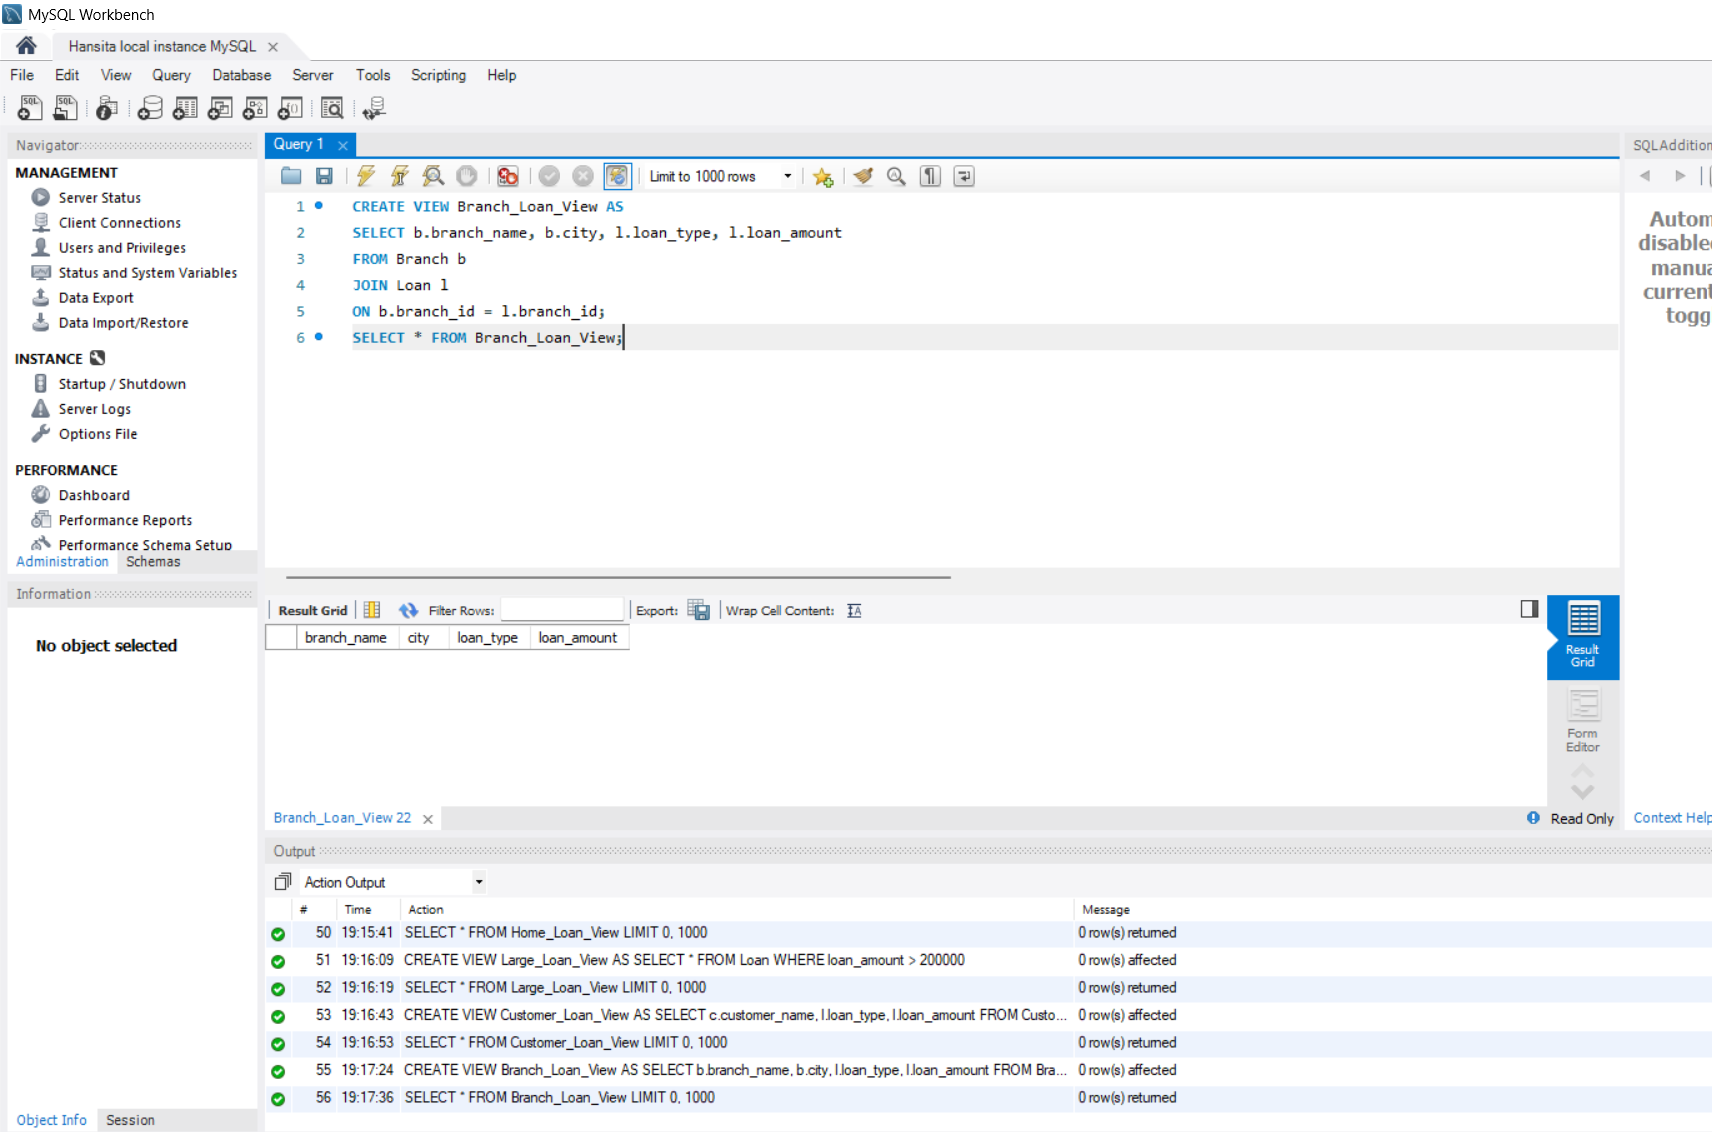 MySQL Workbench
Hansita local instance MySQL
File Edit View Query Database Server Tools Scripting Help
Navigator
MANAGEMENT
Server Status
Client Connections
Users and Privileges
Status and System Variables
Data Export
Data Import/Restore
INSTANCE
Startup / Shutdown
Server Logs
Options File
PERFORMANCE
Dashboard
Performance Reports
Performance Schema Setup
Administration Schemas
Information
No object selected
Object Info Session
Query 1
Limit to 1000 rows
1 CREATE VIEW Branch_Loan_View AS
2 SELECT b.branch_name, b.city, l.loan_type, l.loan_amount
3 FROM Branch b
4 JOIN Loan l
5 ON b.branch_id = l.branch_id;
6 SELECT * FROM Branch_Loan_View;
Result Grid Filter Rows: Export: Wrap Cell Content:
branch_name city loan_type loan_amount
Result
Grid
Form
Editor
Branch_Loan_View 22
Read Only
Output
Action Output
# Time Action Message
50 19:15:41 SELECT * FROM Home_Loan_View LIMIT 0, 1000 0 row(s) returned
51 19:16:09 CREATE VIEW Large_Loan_View AS SELECT * FROM Loan WHERE loan_amount > 200000 0 row(s) affected
52 19:16:19 SELECT * FROM Large_Loan_View LIMIT 0, 1000 0 row(s) returned
53 19:16:43 CREATE VIEW Customer_Loan_View AS SELECT c.customer_name, l.loan_type, l.loan_amount FROM Custo... 0 row(s) affected
54 19:16:53 SELECT * FROM Customer_Loan_View LIMIT 0, 1000 0 row(s) returned
55 19:17:24 CREATE VIEW Branch_Loan_View AS SELECT b.branch_name, b.city, l.loan_type, l.loan_amount FROM Bra... 0 row(s) affected
56 19:17:36 SELECT * FROM Branch_Loan_View LIMIT 0, 1000 0 row(s) returned
SQLAddition
Autom
disabled
manua
current
togg
Context Help